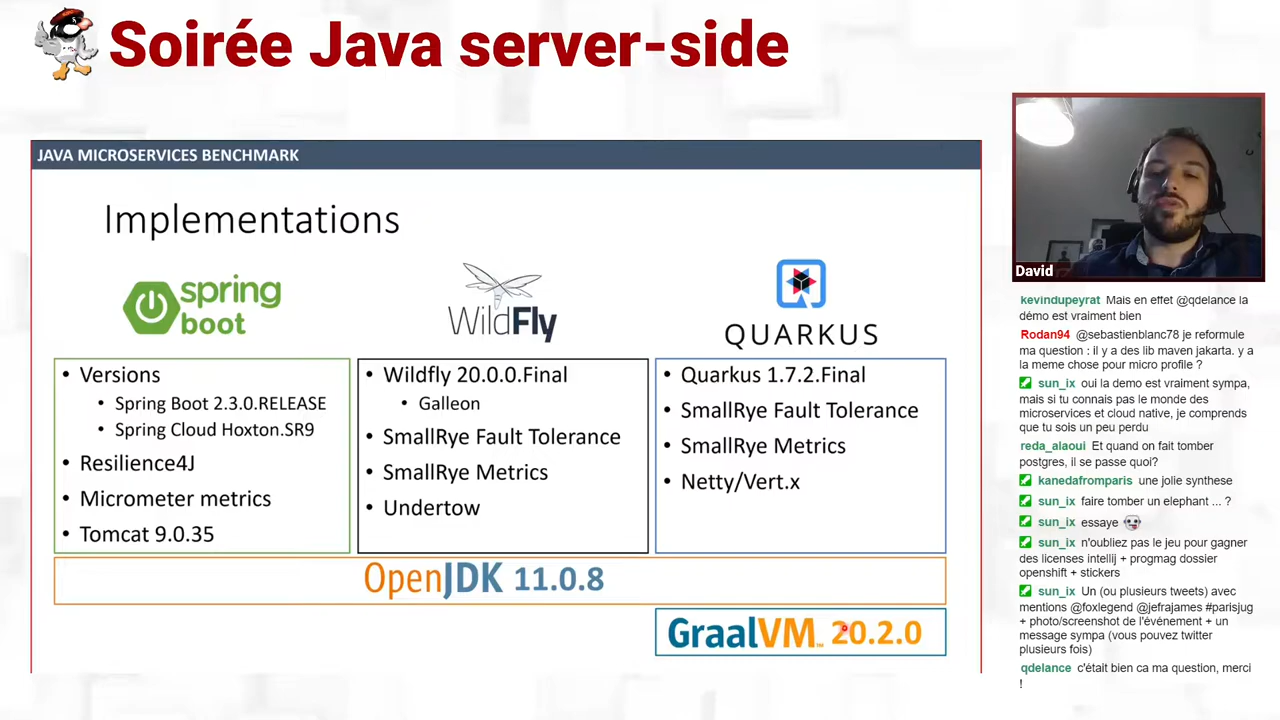 Soirée Java server-side
JAVA MICROSERVICES BENCHMARK
Implementations
spring
boot
WildFly
QUARKUS
• Versions
• Spring Boot 2.3.0.RELEASE
• Spring Cloud Hoxton.SR9
• Resilience4J
• Micrometer metrics
• Tomcat 9.0.35
• Wildfly 20.0.0.Final
• Galleon
• SmallRye Fault Tolerance
• SmallRye Metrics
• Undertow
• Quarkus 1.7.2.Final
• SmallRye Fault Tolerance
• SmallRye Metrics
• Netty/Vert.x
OpenJDK 11.0.8
GraalVM™ 20.2.0
David
kevindupeyrat Mais en effet @qdelance la
démo est vraiment bien
Rodan94 @sebastienblanc78 je reformule
ma question : il y a des lib maven jakarta. y a
la meme chose pour micro profile ?
sun_ix oui la demo est vraiment sympa,
mais si tu connais pas le monde des
microservices et cloud native, je comprends
que tu sois un peu perdu
reda_alaoui Et quand on fait tomber
postgres, il se passe quoi?
kanedafromparis une jolie synthese
sun_ix faire tomber un elephant ... ?
sun_ix essaye
sun_ix n'oubliez pas le jeu pour gagner
des licenses intellij + progmag dossier
openshift + stickers
sun_ix Un (ou plusieurs tweets) avec
mentions @foxlegend @jefrajames #parisjug
+ photo/screenshot de l'événement + un
message sympa (vous pouvez twitter
plusieurs fois)
qdelance c'était bien ca ma question, merci
!